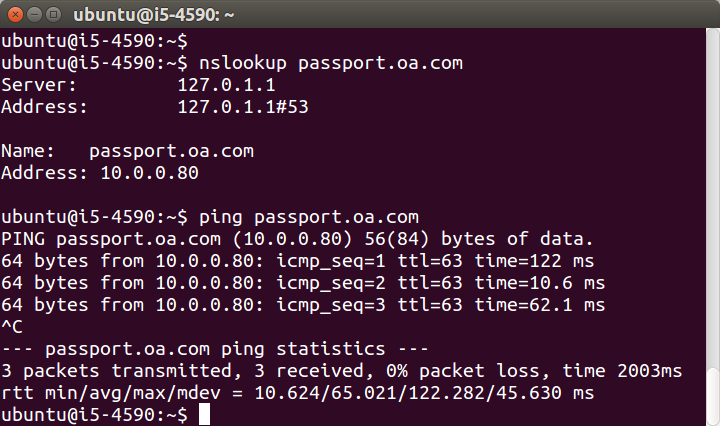 ubuntu@i5-4590: ~
ubuntu@i5-4590:~$
ubuntu@i5-4590:~$ nslookup passport.oa.com
Server:         127.0.1.1
Address:        127.0.1.1#53
Name:   passport.oa.com
Address: 10.0.0.80
ubuntu@i5-4590:~$ ping passport.oa.com
PING passport.oa.com (10.0.0.80) 56(84) bytes of data.
64 bytes from 10.0.0.80: icmp_seq=1 ttl=63 time=122 ms
64 bytes from 10.0.0.80: icmp_seq=2 ttl=63 time=10.6 ms
64 bytes from 10.0.0.80: icmp_seq=3 ttl=63 time=62.1 ms
^C
--- passport.oa.com ping statistics ---
3 packets transmitted, 3 received, 0% packet loss, time 2003ms
rtt min/avg/max/mdev = 10.624/65.021/122.282/45.630 ms
ubuntu@i5-4590:~$